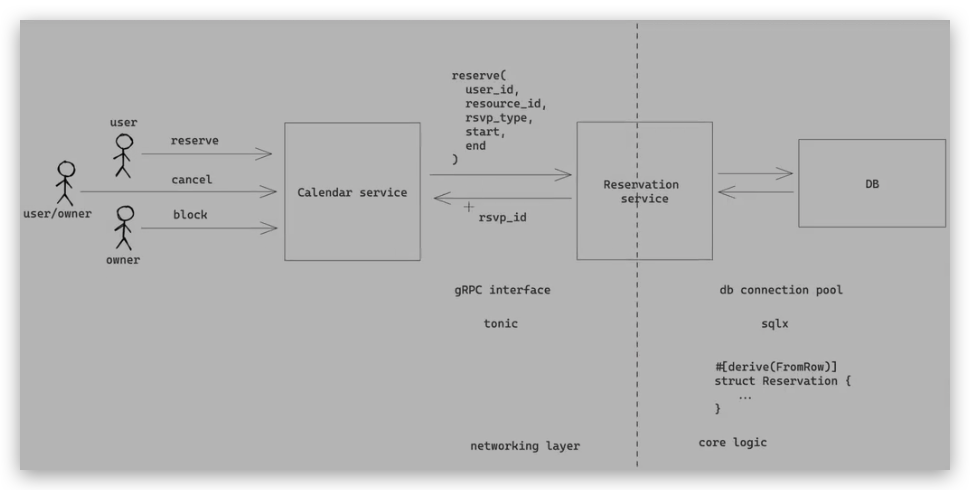 user
reserve
cancel
user/owner
block
owner
Calendar service
reserve(
  user_id,
  resource_id,
  rsvp_type,
  start,
  end
)
rsvp_id
Reservation
service
DB
gRPC interface
tonic
db connection pool
sqlx
#[derive(FromRow)]
struct Reservation {
   ...
}
networking layer
core logic